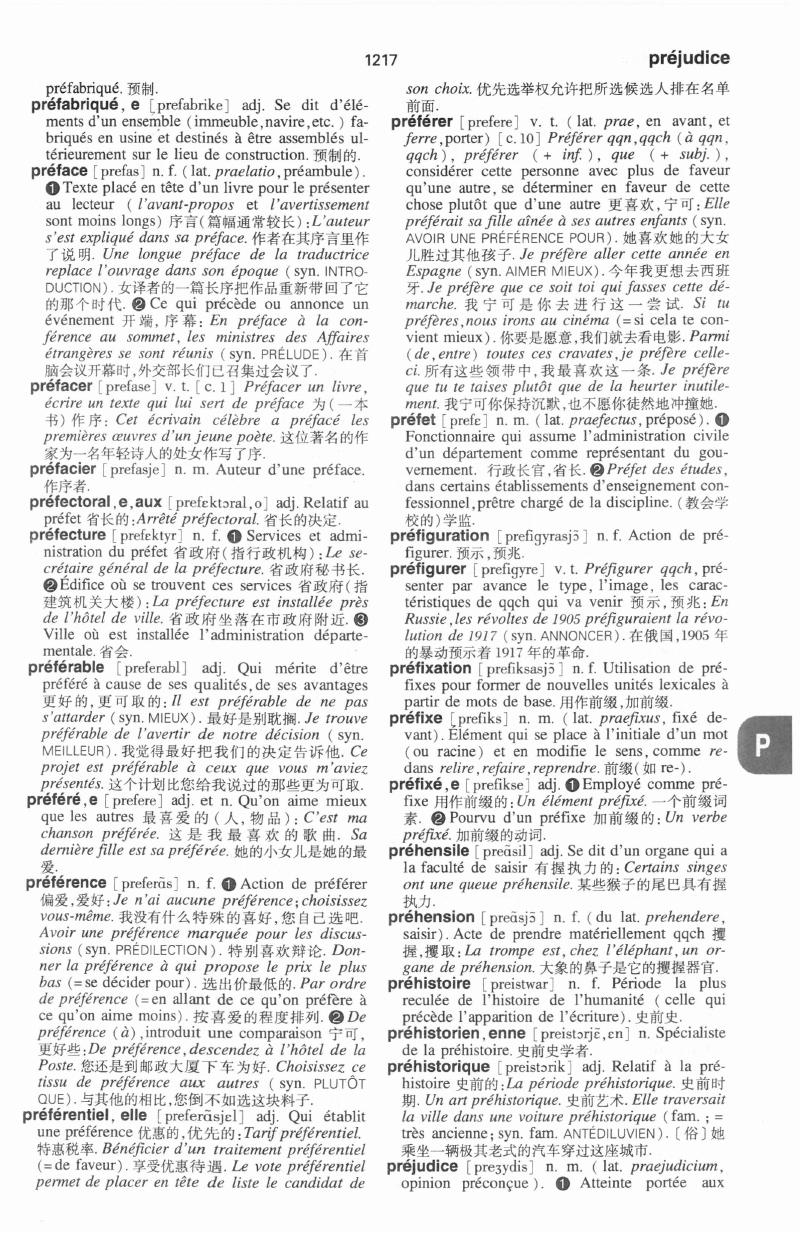 1217
préjudice
préfabriqué. 预制.
préfabriqué, e [prefabrike] adj. Se dit d'élé-
ments d'un ensemble (immeuble,navire,etc.) fa-
briqués en usine et destinés à être assemblés ul-
térieurement sur le lieu de construction. 预制的.
préface [prefas] n. f. (lat. praelatio,préambule).
❶Texte placé en tête d'un livre pour le présenter
au lecteur ( l'avant-propos et l'avertissement
sont moins longs) 序言(篇幅通常较长):L'auteur
s'est expliqué dans sa préface. 作者在其序言里作
了说明. Une longue préface de la traductrice
replace l'ouvrage dans son époque (syn. INTRO-
DUCTION). 女译者的一篇长序把作品重新带回了它
的那个时代. ❷ Ce qui précède ou annonce un
événement 开端, 序幕: En préface à la con-
férence au sommet, les ministres des Affaires
étrangères se sont réunis (syn. PRÉLUDE). 在首
脑会议开幕时,外交部长们已召集过会议了.
préfacer [prefase] v. t. [c. 1] Préfacer un livre,
écrire un texte qui lui sert de préface 为(一本
书)作序: Cet écrivain célèbre a préfacé les
premières œuvres d'un jeune poète. 这位著名的作
家为一名年轻诗人的处女作写了序.
préfacier [prefasje] n. m. Auteur d'une préface.
作序者.
préfectoral,e,aux [prefɛktɔral,o] adj. Relatif au
préfet 省长的:Arrêté préfectoral. 省长的决定.
préfecture [prefɛktyr] n. f. ❶ Services et admi-
nistration du préfet 省政府(指行政机构):Le se-
crétaire général de la préfecture. 省政府秘书长.
❷Édifice où se trouvent ces services 省政府(指
建筑机关大楼):La préfecture est installée près
de l'hôtel de ville. 省政府坐落在市政府附近. ❸
Ville où est installée l'administration départe-
mentale. 省会.
préférable [preferabl] adj. Qui mérite d'être
préféré à cause de ses qualités,de ses avantages
更好的,更可取的:Il est préférable de ne pas
s'attarder (syn. MIEUX). 最好是别耽搁. Je trouve
préférable de l'avertir de notre décision (syn.
MEILLEUR). 我觉得最好把我们的决定告诉他. Ce
projet est préférable à ceux que vous m'aviez
présentés. 这个计划比您给我说过的那些更为可取.
préféré,e [prefere] adj. et n. Qu'on aime mieux
que les autres 最喜爱的(人,物品): C'est ma
chanson préférée. 这是我最喜欢的歌曲. Sa
dernière fille est sa préférée. 她的小女儿是她的最
爱.
préférence [preferɑ̃s] n. f. ❶ Action de préférer
偏爱,爱好:Je n'ai aucune préférence;choisissez
vous-même. 我没有什么特殊的喜好,您自己选吧.
Avoir une préférence marquée pour les discus-
sions (syn. PRÉDILECTION). 特别喜欢辩论. Don-
ner la préférence à qui propose le prix le plus
bas (=se décider pour). 选出价最低的. Par ordre
de préférence (=en allant de ce qu'on préfère à
ce qu'on aime moins). 按喜爱的程度排列. ❷ De
préférence (à),introduit une comparaison 宁可,
更好些:De préférence,descendez à l'hôtel de la
Poste. 您还是到邮政大厦下车为好. Choisissez ce
tissu de préférence aux autres (syn. PLUTÔT
QUE). 与其他的相比,您倒不如选这块料子.
préférentiel, elle [preferɑ̃sjɛl] adj. Qui établit
une préférence 优惠的,优先的:Tarif préférentiel.
特惠税率. Bénéficier d'un traitement préférentiel
(=de faveur). 享受优惠待遇. Le vote préférentiel
permet de placer en tête de liste le candidat de
son choix. 优先选举权允许把所选候选人排在名单
前面.
préférer [prefere] v. t. (lat. prae, en avant, et
ferre,porter) [c.10] Préférer qqn,qqch (à qqn,
qqch), préférer (+ inf.), que (+ subj.),
considérer cette personne avec plus de faveur
qu'une autre, se déterminer en faveur de cette
chose plutôt que d'une autre 更喜欢,宁可:Elle
préférait sa fille aînée à ses autres enfants (syn.
AVOIR UNE PRÉFÉRENCE POUR). 她喜欢她的大女
儿胜过其他孩子. Je préfère aller cette année en
Espagne (syn. AIMER MIEUX). 今年我更想去西班
牙. Je préfère que ce soit toi qui fasses cette dé-
marche. 我宁可是你去进行这一尝试. Si tu
préfères,nous irons au cinéma (=si cela te con-
vient mieux). 你要是愿意,我们就去看电影. Parmi
(de,entre) toutes ces cravates,je préfère celle-
ci. 所有这些领带中,我最喜欢这一条. Je préfère
que tu te taises plutôt que de la heurter inutile-
ment. 我宁可你保持沉默,也不愿你徒然地冲撞她.
préfet [prefe] n. m. (lat. praefectus,préposé). ❶
Fonctionnaire qui assume l'administration civile
d'un département comme représentant du gou-
vernement. 行政长官,省长. ❷Préfet des études,
dans certains établissements d'enseignement con-
fessionnel,prêtre chargé de la discipline. (教会学
校的)学监.
préfiguration [prefigyrasjɔ̃] n. f. Action de pré-
figurer. 预示,预兆.
préfigurer [prefigyre] v. t. Préfigurer qqch,pré-
senter par avance le type, l'image, les carac-
téristiques de qqch qui va venir 预示,预兆:En
Russie,les révoltes de 1905 préfiguraient la révo-
lution de 1917 (syn. ANNONCER). 在俄国,1905 年
的暴动预示着 1917 年的革命.
préfixation [prefiksasjɔ̃] n. f. Utilisation de pré-
fixes pour former de nouvelles unités lexicales à
partir de mots de base. 用作前缀,加前缀.
préfixe [prefiks] n. m. (lat. praefixus, fixé de-
vant). Élément qui se place à l'initiale d'un mot
(ou racine) et en modifie le sens, comme re-
dans relire,refaire,reprendre. 前缀(如 re-).
préfixé,e [prefikse] adj. ❶Employé comme pré-
fixe 用作前缀的:Un élément préfixé. 一个前缀词
素. ❷ Pourvu d'un préfixe 加前缀的:Un verbe
préfixé. 加前缀的动词.
préhensile [preɑ̃sil] adj. Se dit d'un organe qui a
la faculté de saisir 有握执力的: Certains singes
ont une queue préhensile. 某些猴子的尾巴具有握
执力.
préhension [preɑ̃sjɔ̃] n. f. (du lat. prehendere,
saisir). Acte de prendre matériellement qqch 攫
握,攫取:La trompe est,chez l'éléphant,un or-
gane de préhension. 大象的鼻子是它的攫握器官.
préhistoire [preistwar] n. f. Période la plus
reculée de l'histoire de l'humanité (celle qui
précède l'apparition de l'écriture). 史前史.
préhistorien,enne [preistɔrjɛ̃,ɛn] n. Spécialiste
de la préhistoire. 史前史学者.
préhistorique [preistɔrik] adj. Relatif à la pré-
histoire 史前的:La période préhistorique. 史前时
期. Un art préhistorique. 史前艺术. Elle traversait
la ville dans une voiture préhistorique (fam. ; =
très ancienne; syn. fam. ANTÉDILUVIEN). 〔俗〕她
乘坐一辆极其老式的汽车穿过这座城市.
préjudice [preʒydis] n. m. (lat. praejudicium,
opinion préconçue). ❶ Atteinte portée aux
P